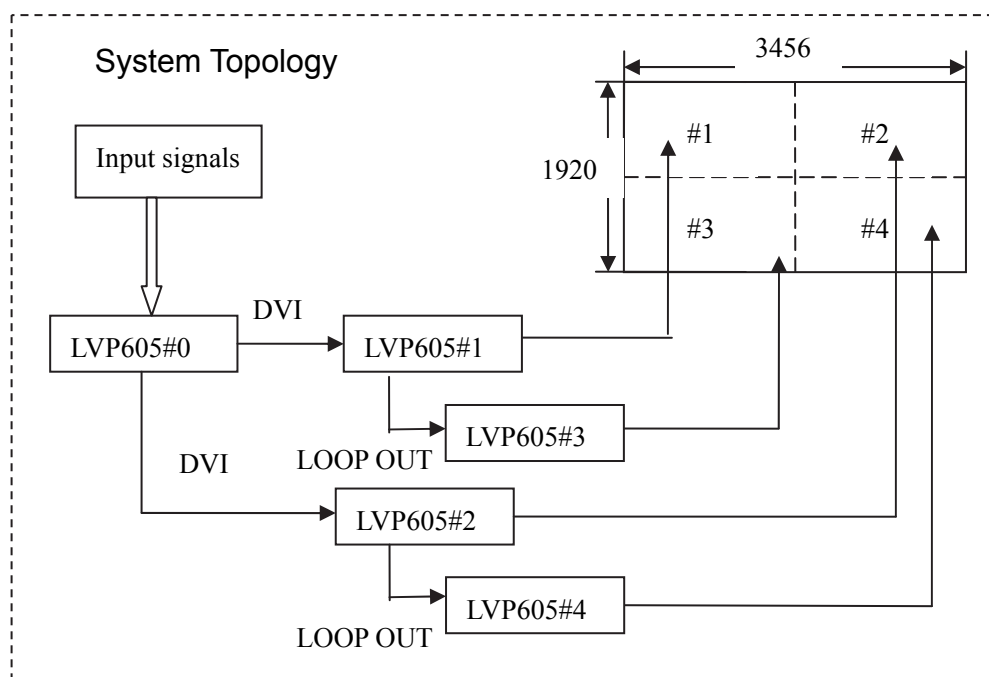 System Topology
3456
Input signals
#1
#2
1920
#3
#4
DVI
LVP605#0
LVP605#1
LVP605#3
LOOP OUT
DVI
LVP605#2
LVP605#4
LOOP OUT